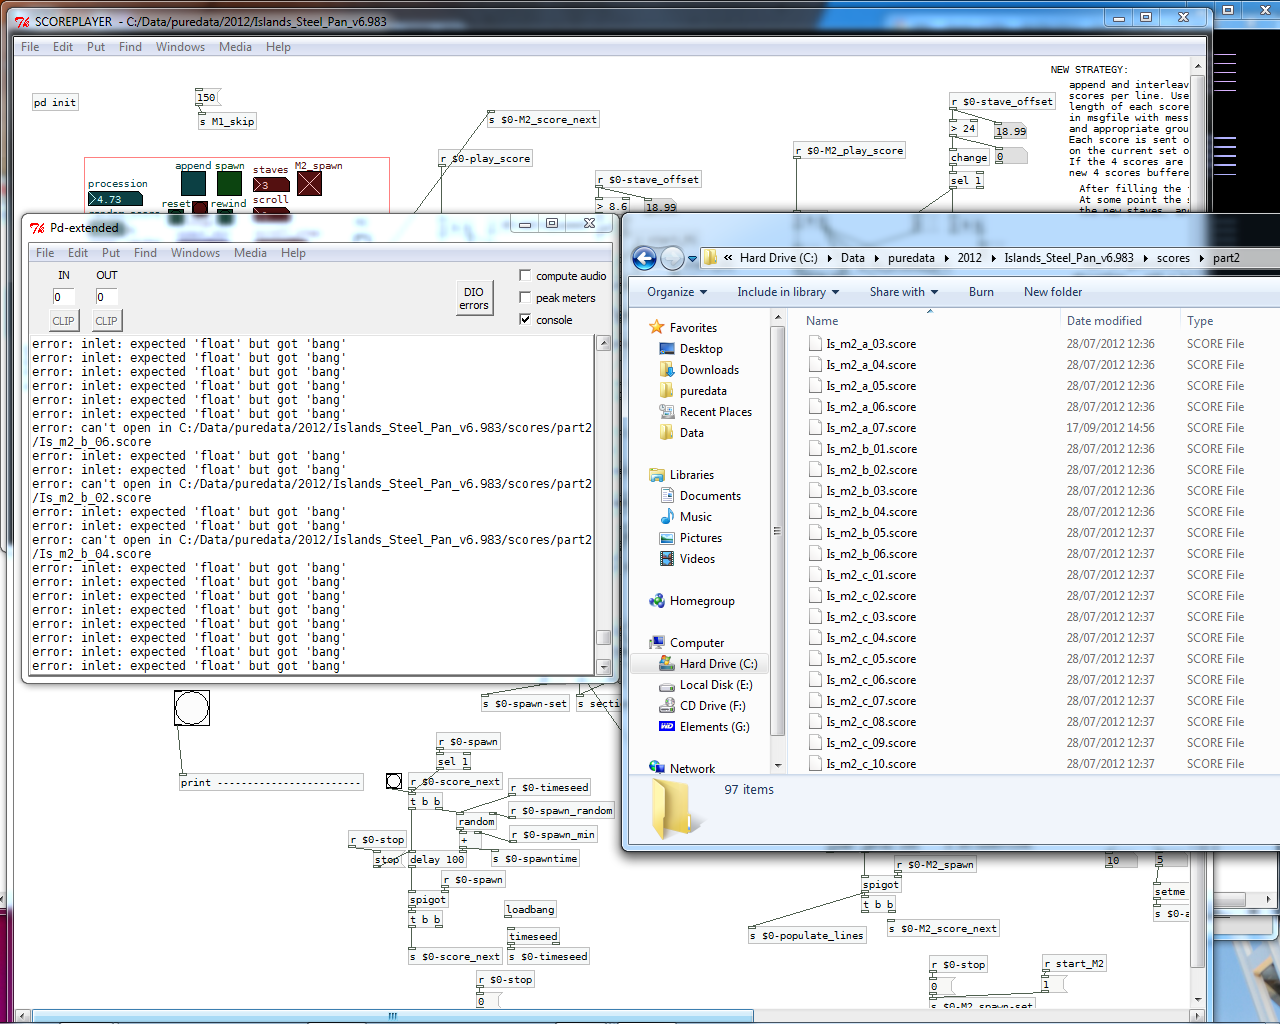 SCOREPLAYER - C:/Data/puredata/2012/Islands_Steel_Pan_v6.983
File Edit Put Find Windows Media Help
NEW STRATEGY:
append and interleav
scores per line. Use
length of each score
in msgfile with mess
and appropriate grou
Each score is sent o
on the current set o
If the 4 scores are
new 4 scores buffere
After filling the
At some point the s
the new staves, and
pd init
150
s M1_skip
s $0-M2_score_next
r $0-play_score
r $0-stave_offset
> 8.6
18.99
r $0-M2_play_score
r $0-stave_offset
> 24
18.99
change
0
sel 1
append spawn
staves
M2_spawn
3
procession
4.73
reset
rewind
scroll
Pd-extended
File Edit Put Find Windows Media Help
IN OUT
0 0
CLIP CLIP
DIO
errors
compute audio
peak meters
console
error: inlet: expected 'float' but got 'bang'
error: inlet: expected 'float' but got 'bang'
error: inlet: expected 'float' but got 'bang'
error: inlet: expected 'float' but got 'bang'
error: inlet: expected 'float' but got 'bang'
error: inlet: expected 'float' but got 'bang'
error: can't open in C:/Data/puredata/2012/Islands_Steel_Pan_v6.983/scores/part2
/Is_m2_b_06.score
error: inlet: expected 'float' but got 'bang'
error: inlet: expected 'float' but got 'bang'
error: can't open in C:/Data/puredata/2012/Islands_Steel_Pan_v6.983/scores/part2
/Is_m2_b_02.score
error: inlet: expected 'float' but got 'bang'
error: inlet: expected 'float' but got 'bang'
error: can't open in C:/Data/puredata/2012/Islands_Steel_Pan_v6.983/scores/part2
/Is_m2_b_04.score
error: inlet: expected 'float' but got 'bang'
error: inlet: expected 'float' but got 'bang'
error: inlet: expected 'float' but got 'bang'
error: inlet: expected 'float' but got 'bang'
error: inlet: expected 'float' but got 'bang'
error: inlet: expected 'float' but got 'bang'
error: inlet: expected 'float' but got 'bang'
error: inlet: expected 'float' but got 'bang'
« Hard Drive (C:) Data puredata 2012 Islands_Steel_Pan_v6.983 scores part2
Organize Include in library Share with Burn New folder
Favorites
Desktop
Downloads
puredata
Recent Places
Data
Libraries
Documents
Music
Pictures
Videos
Homegroup
Computer
Hard Drive (C:)
Local Disk (E:)
CD Drive (F:)
Elements (G:)
Network
Name Date modified Type
Is_m2_a_03.score 28/07/2012 12:36 SCORE File
Is_m2_a_04.score 28/07/2012 12:36 SCORE File
Is_m2_a_05.score 28/07/2012 12:36 SCORE File
Is_m2_a_06.score 28/07/2012 12:36 SCORE File
Is_m2_a_07.score 17/09/2012 14:56 SCORE File
Is_m2_b_01.score 28/07/2012 12:36 SCORE File
Is_m2_b_02.score 28/07/2012 12:36 SCORE File
Is_m2_b_03.score 28/07/2012 12:36 SCORE File
Is_m2_b_04.score 28/07/2012 12:36 SCORE File
Is_m2_b_05.score 28/07/2012 12:37 SCORE File
Is_m2_b_06.score 28/07/2012 12:37 SCORE File
Is_m2_c_01.score 28/07/2012 12:37 SCORE File
Is_m2_c_02.score 28/07/2012 12:37 SCORE File
Is_m2_c_03.score 28/07/2012 12:37 SCORE File
Is_m2_c_04.score 28/07/2012 12:37 SCORE File
Is_m2_c_05.score 28/07/2012 12:37 SCORE File
Is_m2_c_06.score 28/07/2012 12:37 SCORE File
Is_m2_c_07.score 28/07/2012 12:37 SCORE File
Is_m2_c_08.score 28/07/2012 12:37 SCORE File
Is_m2_c_09.score 28/07/2012 12:37 SCORE File
Is_m2_c_10.score 28/07/2012 12:37 SCORE File
97 items
s $0-spawn-set
s secti
print -----------------------
r $0-spawn
sel 1
r $0-score_next
t b b
r $0-timeseed
r $0-spawn_random
random
r $0-spawn_min
+
s $0-spawntime
r $0-stop
stop
delay 100
r $0-spawn
spigot
t b b
loadbang
timeseed
s $0-score_next
s $0-timeseed
r $0-stop
0
r $0-M2_spawn
spigot
t b b
s $0-populate_lines
s $0-M2_score_next
10
5
setme
s $0-a
r $0-stop
0
r start_M2
1
s $0-M2_spawn-set